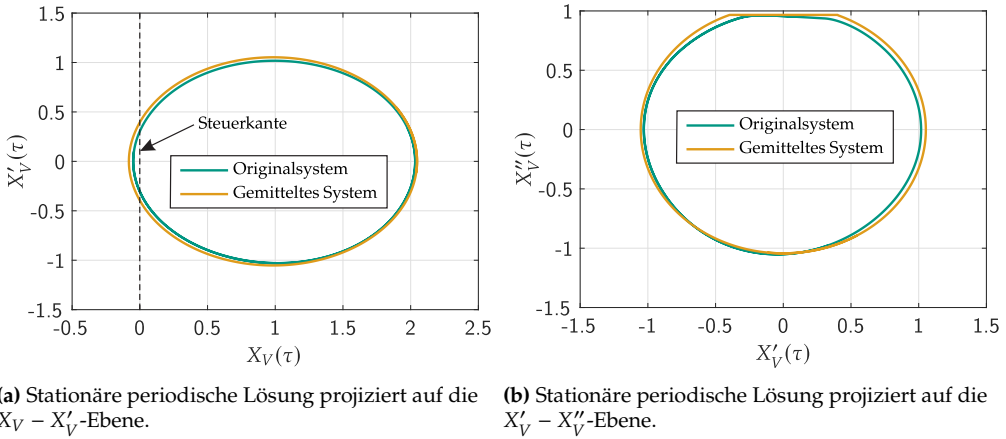 1.5
1
0.5
0
-0.5
-1
-1.5
X′_V(τ)
Steuerkante
Originalsystem
Gemitteltes System
-0.5 0 0.5 1 1.5 2 2.5
X_V(τ)
1
0.5
0
-0.5
-1
-1.5
X″_V(τ)
Originalsystem
Gemitteltes System
-1.5 -1 -0.5 0 0.5 1 1.5
X′_V(τ)
(a) Stationäre periodische Lösung projiziert auf die
X_V – X′_V-Ebene.
(b) Stationäre periodische Lösung projiziert auf die
X′_V – X″_V-Ebene.